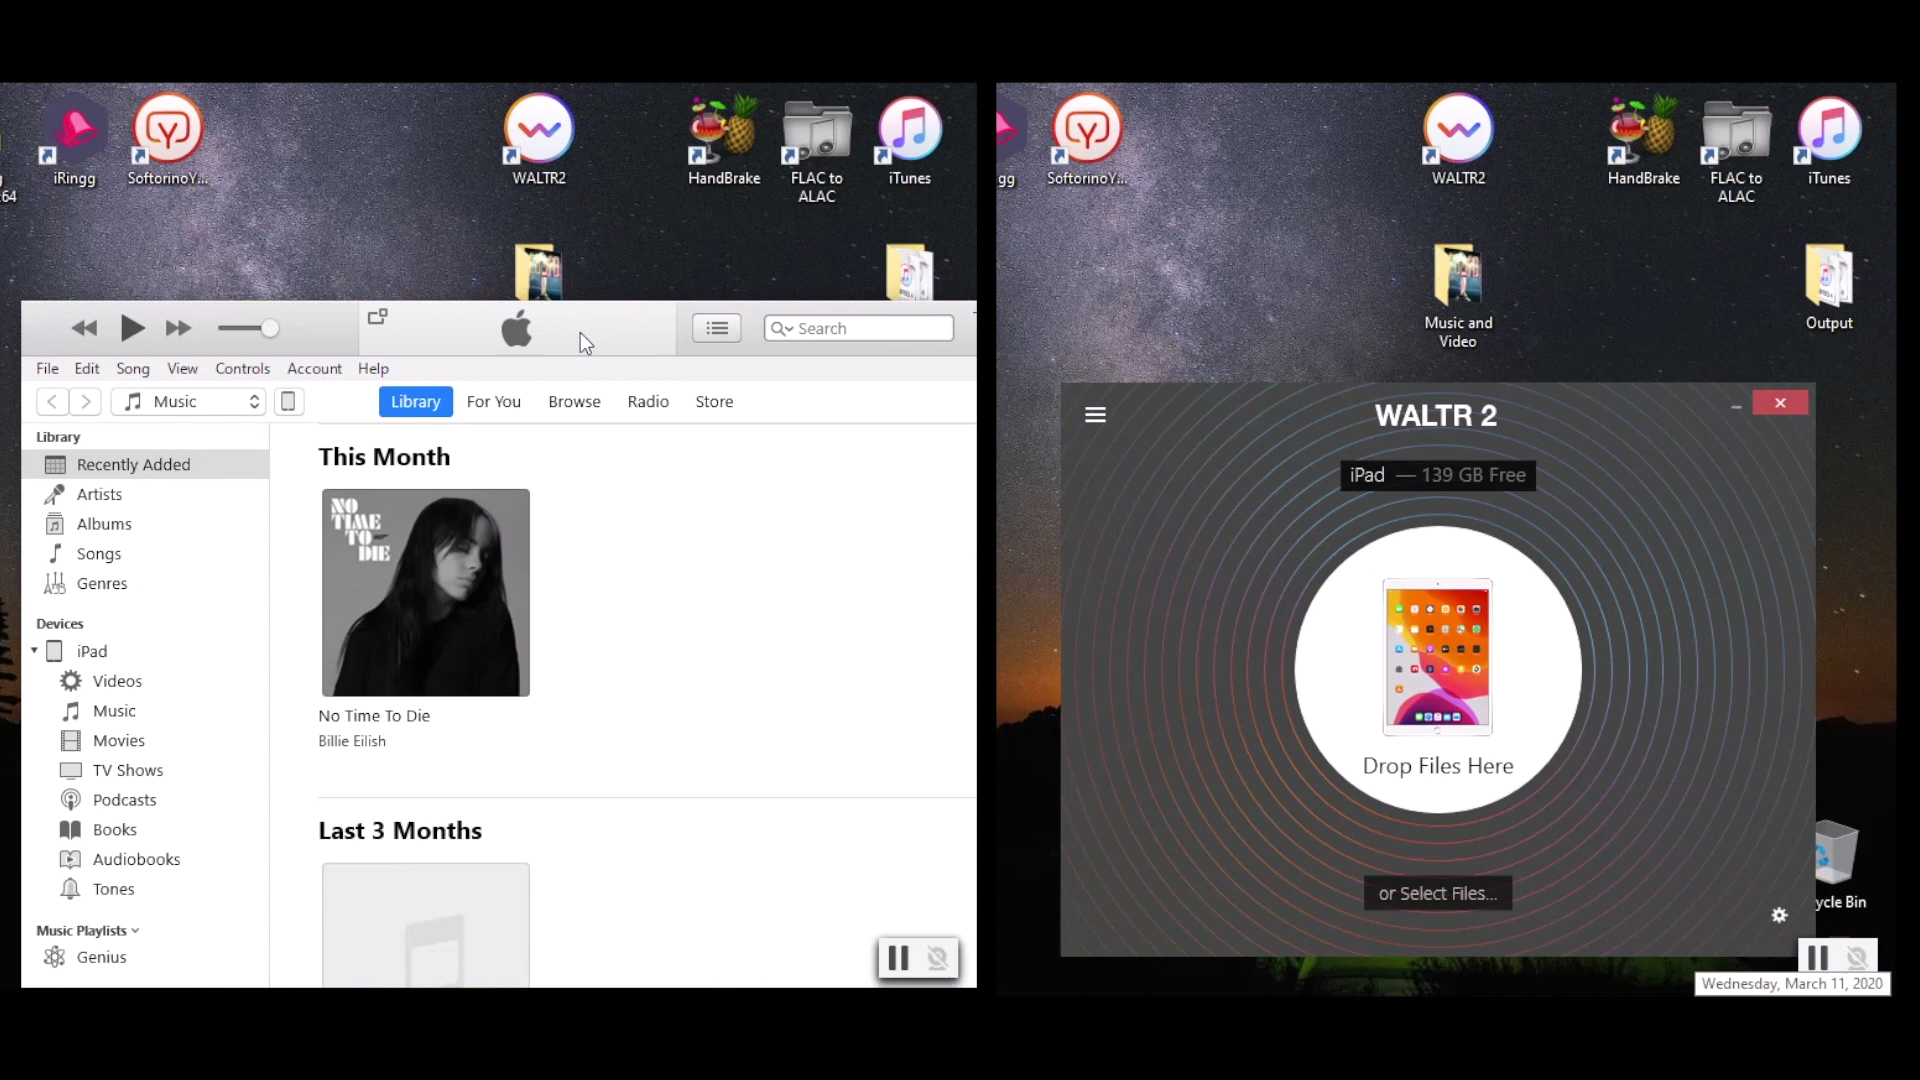 iRingg
SoftorinoY...
WALTR2
HandBrake
FLAC to
ALAC
iTunes
64
Search
File Edit Song View Controls Account Help
Music
Library For You Browse Radio Store
Library
Recently Added
Artists
Albums
Songs
Genres
Devices
iPad
Videos
Music
Movies
TV Shows
Podcasts
Books
Audiobooks
Tones
Music Playlists
Genius
This Month
NO
TIME
TO
DIE
No Time To Die
Billie Eilish
Last 3 Months
gg
SoftorinoY...
WALTR2
HandBrake
FLAC to
ALAC
iTunes
Music and
Video
Output
WALTR 2
iPad — 139 GB Free
Drop Files Here
or Select Files...
ycle Bin
Wednesday, March 11, 2020